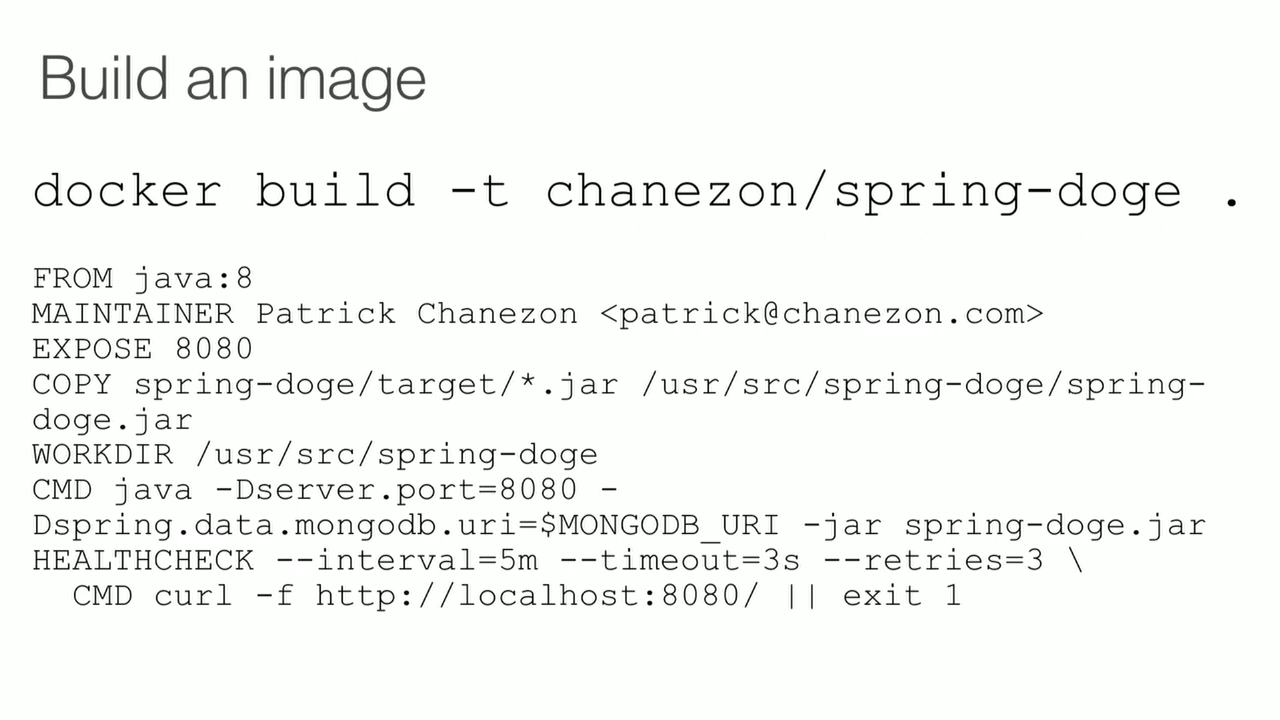 Build an image
docker build -t chanezon/spring-doge .
FROM java:8
MAINTAINER Patrick Chanezon <patrick@chanezon.com>
EXPOSE 8080
COPY spring-doge/target/*.jar /usr/src/spring-doge/spring-
doge.jar
WORKDIR /usr/src/spring-doge
CMD java -Dserver.port=8080 -
Dspring.data.mongodb.uri=$MONGODB_URI -jar spring-doge.jar
HEALTHCHECK --interval=5m --timeout=3s --retries=3 \
  CMD curl -f http://localhost:8080/ || exit 1